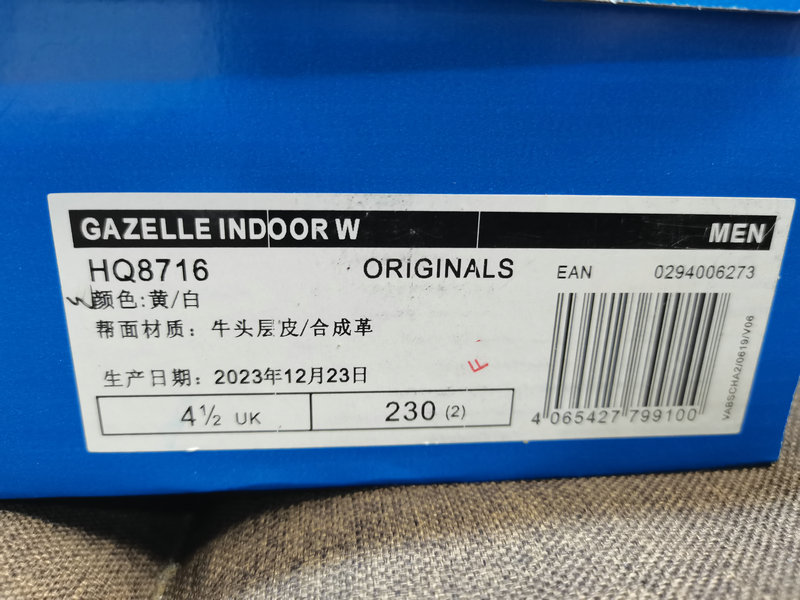 GAZELLE INDOOR W MEN
HQ8716 ORIGINALS EAN 0294006273
颜色:黄/白
帮面材质：牛头层皮/合成革
生产日期：2023年12月23日
F
4½ UK 230 (2)
4 065427 799100
VABSCHA2/0619/V06